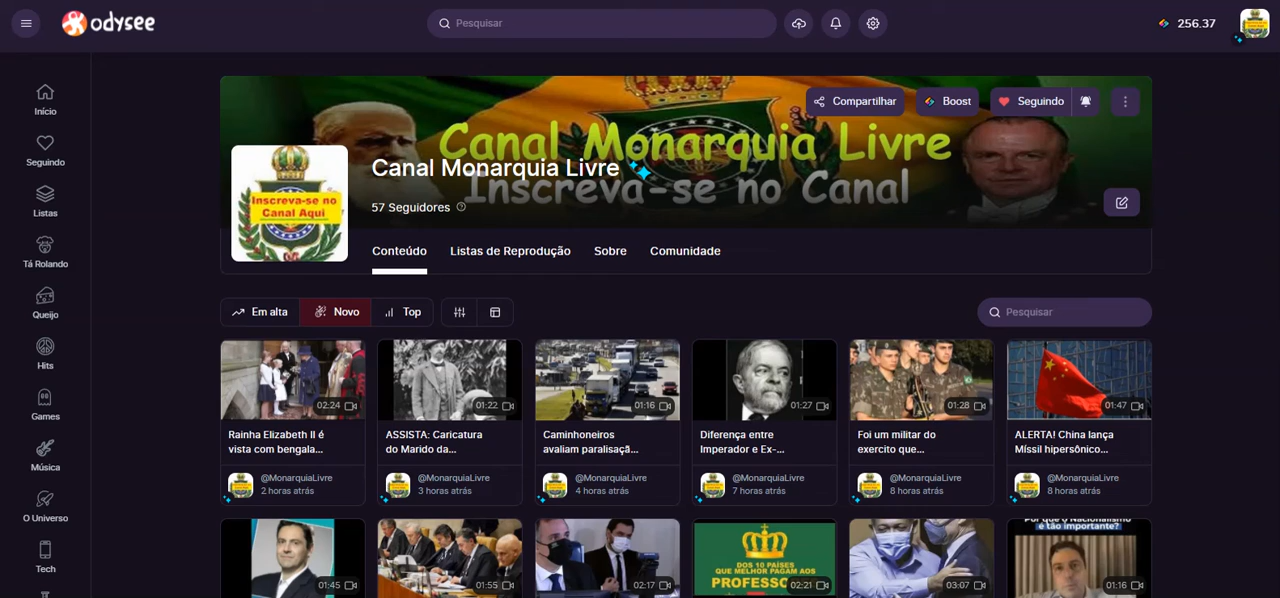 odysee
Pesquisar
256.37
Início
Seguindo
Listas
Tá Rolando
Queijo
Hits
Games
Música
O Universo
Tech
Compartilhar
Boost
Seguindo
Canal Monarquia Livre
Inscreva-se no Canal
Inscreva-se no
Canal Aqui
Canal Monarquia Livre
57 Seguidores
Conteúdo
Listas de Reprodução
Sobre
Comunidade
Em alta
Novo
Top
Pesquisar
02:24
01:22
01:16
01:27
01:28
01:47
Rainha Elizabeth II é
vista com bengala...
ASSISTA: Caricatura
do Marido da...
Caminhoneiros
avaliam paralisaçã...
Diferença entre
Imperador e Ex-...
Foi um militar do
exercito que...
ALERTA! China lança
Míssil hipersônico...
@MonarquiaLivre
2 horas atrás
@MonarquiaLivre
3 horas atrás
@MonarquiaLivre
4 horas atrás
@MonarquiaLivre
7 horas atrás
@MonarquiaLivre
8 horas atrás
@MonarquiaLivre
8 horas atrás
01:45
01:55
02:17
DOS 10 PAÍSES
QUE MELHOR PAGAM AOS
02:21
03:07
Por que o Nacionalismo
é tão importante?
01:16